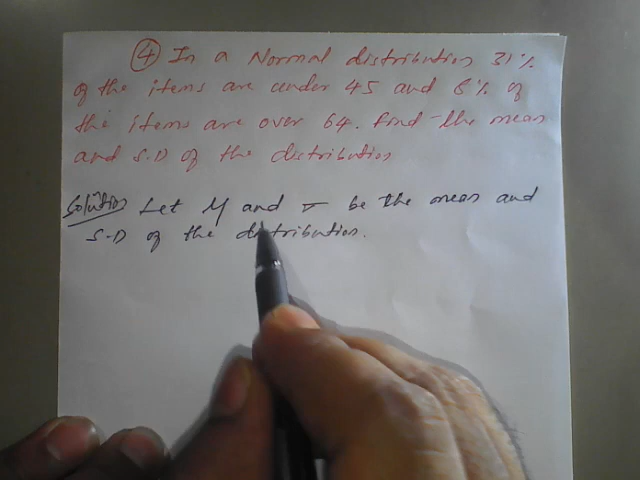 ④ In a Normal distribution 31%
of the items are under 45 and 8% of
the items are over 64. Find the mean
and S.D of the distribution
Solution Let M and σ be the mean and
S.D of the distribution.